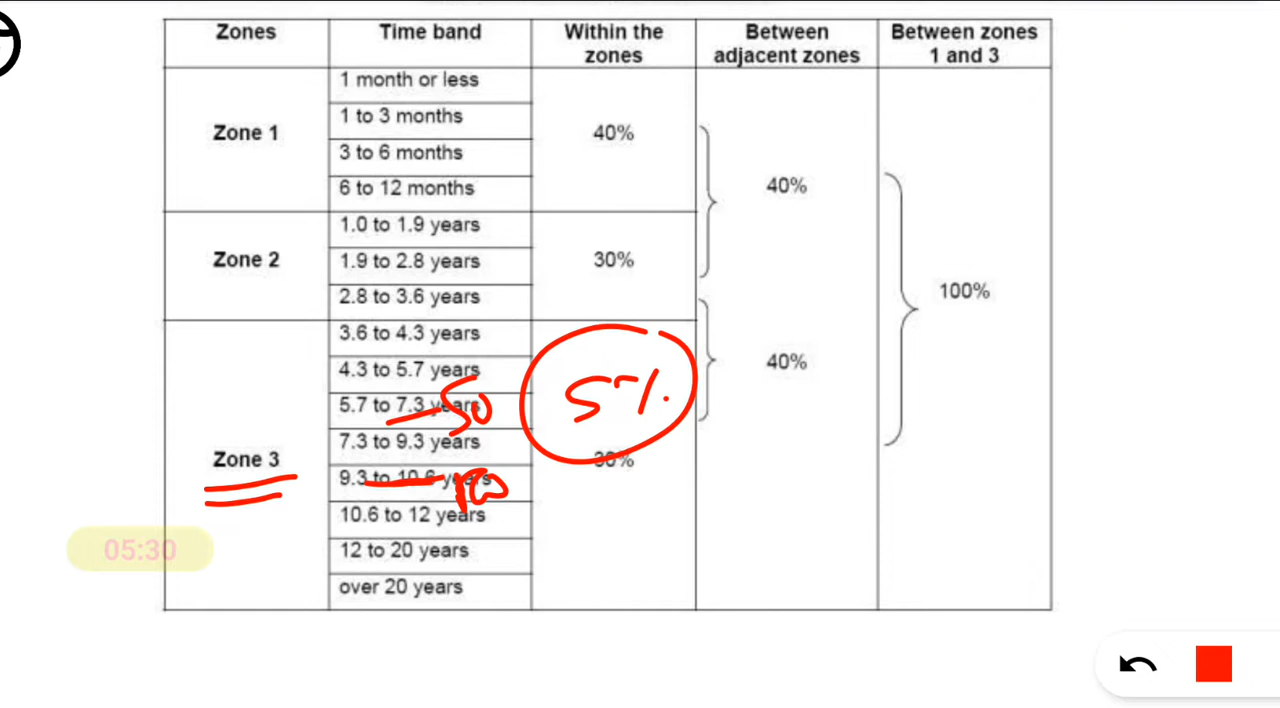 Zones Time band Within the zones Between adjacent zones Between zones 1 and 3
1 month or less
1 to 3 months
Zone 1 40%
3 to 6 months
40%
6 to 12 months
1.0 to 1.9 years
Zone 2 1.9 to 2.8 years 30%
2.8 to 3.6 years 100%
3.6 to 4.3 years
4.3 to 5.7 years 40%
5.7 to 7.3 years 50 5%
7.3 to 9.3 years
Zone 3 30%
9.3 to 10.6 years 100
10.6 to 12 years
05:30
12 to 20 years
over 20 years